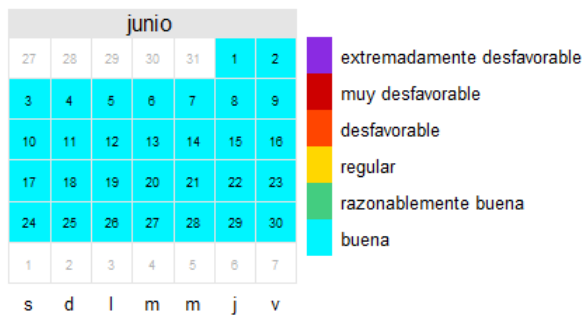 junio
27 28 29 30 31 1 2
3 4 5 6 7 8 9
10 11 12 13 14 15 16
17 18 19 20 21 22 23
24 25 26 27 28 29 30
1 2 3 4 5 6 7
s d l m m j v
extremadamente desfavorable
muy desfavorable
desfavorable
regular
razonablemente buena
buena